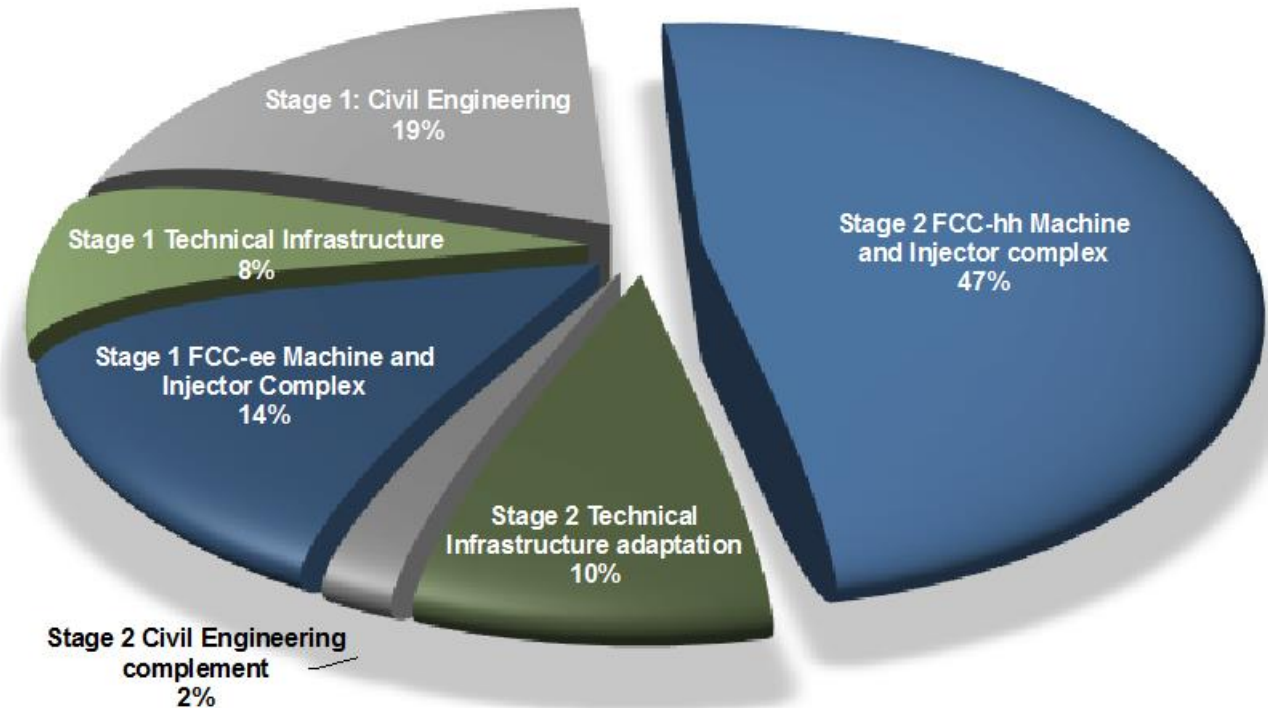 Stage 1: Civil Engineering
19%
Stage 1 Technical Infrastructure
8%
Stage 1 FCC-ee Machine and
Injector Complex
14%
Stage 2 Civil Engineering
complement
2%
Stage 2 Technical
Infrastructure adaptation
10%
Stage 2 FCC-hh Machine
and Injector complex
47%